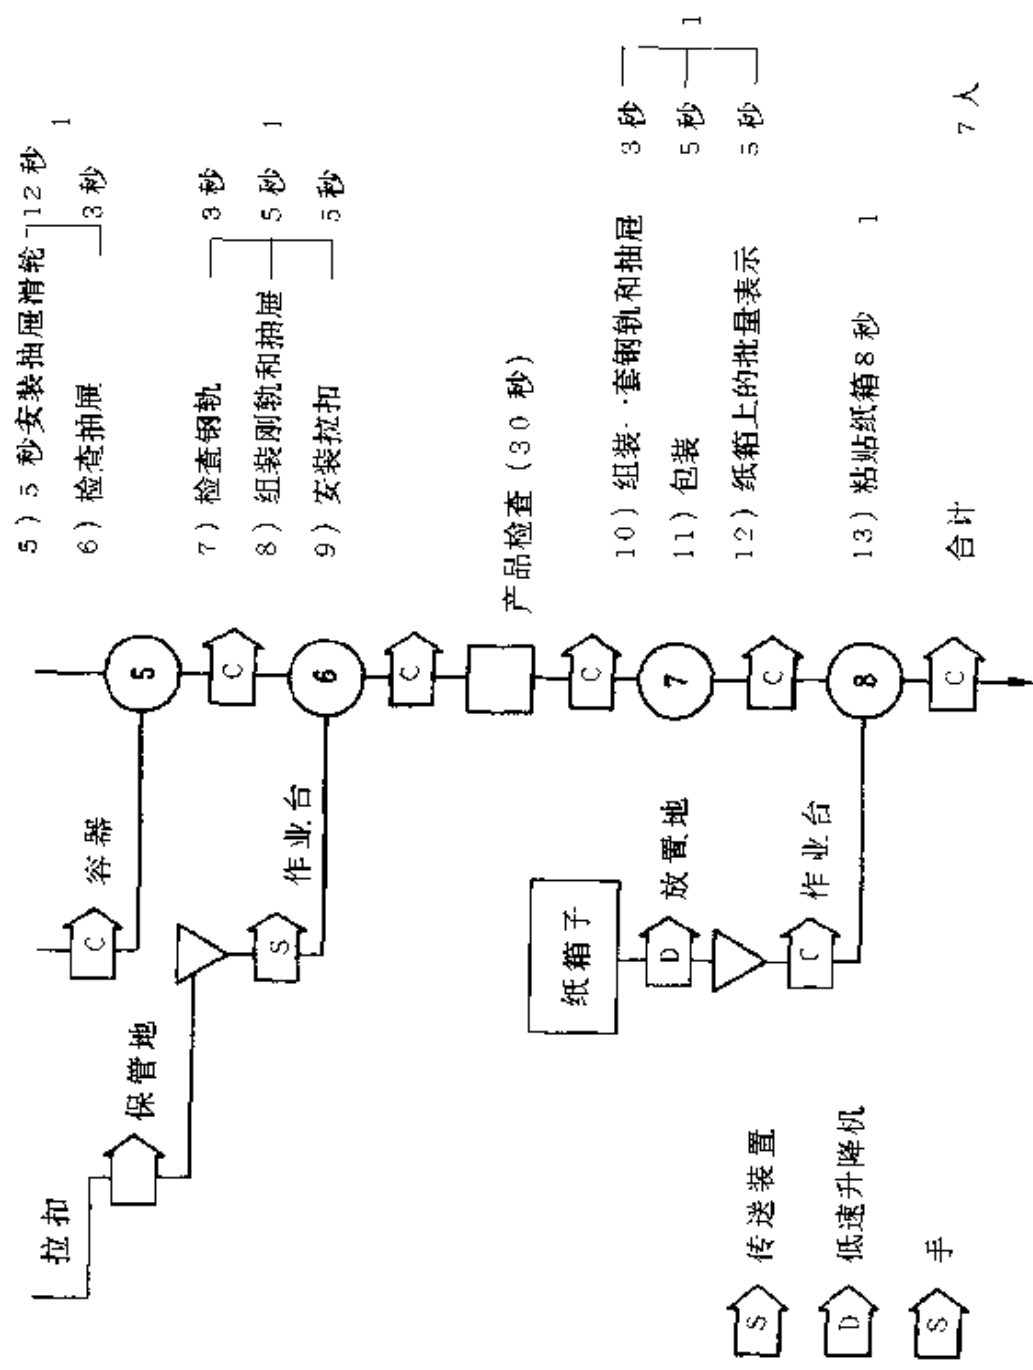 拉扣
保管地
C 容器
S 作业台
5
C
6
C
C
7
C
8
C
5）5 秒安装抽屉滑轮 12秒
1
6）检查抽屉 3秒
7）检查钢轨 3秒
8）组装刚轨和抽屉 5秒 1
9）安装拉扣 5秒
产品检查（30 秒）
10）组装·套钢轨和抽屉 3秒
11）包装 5秒 1
12）纸箱上的批量表示 5秒
13）粘贴纸箱8秒 1
合计 7人
纸箱子
D 放置地
C 作业台
S 传送装置
D 低速升降机
S 手